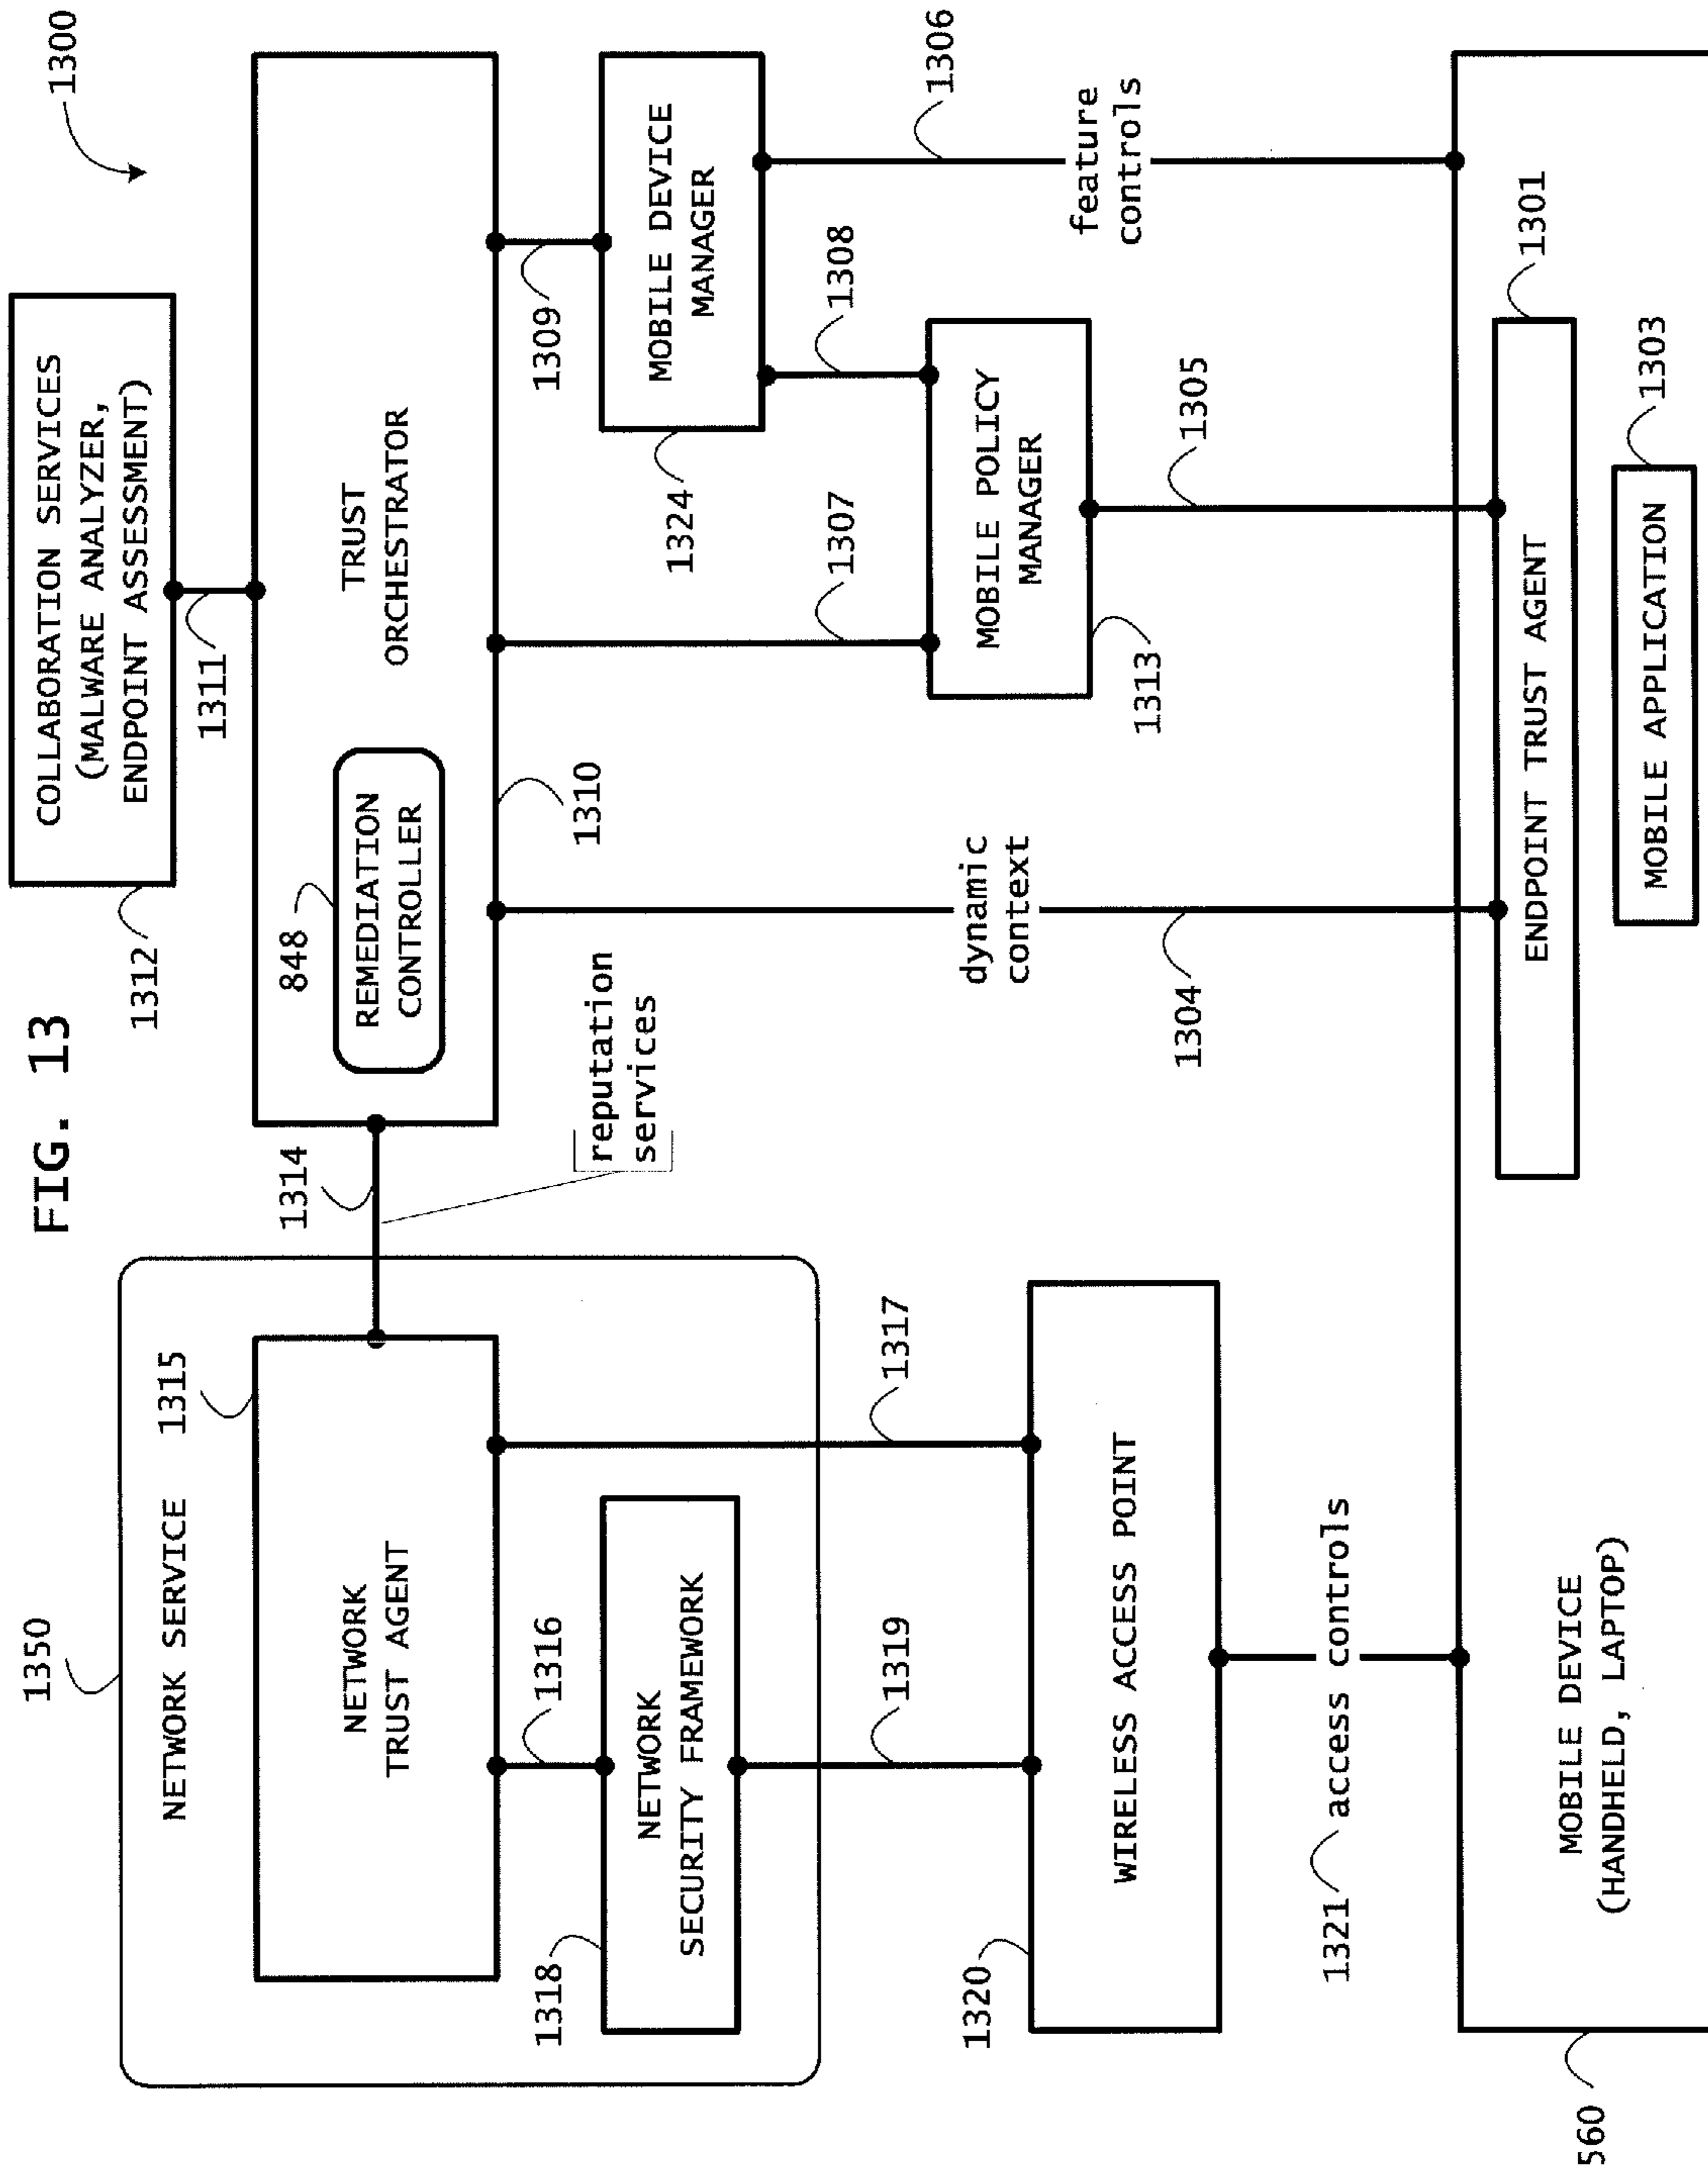 FIG. 13
1300
1312
COLLABORATION SERVICES
(MALWARE ANALYZER,
ENDPOINT ASSESSMENT)
1311
1350
NETWORK SERVICE
1315
NETWORK
TRUST AGENT
1314
reputation
services
848
REMEDIATION
CONTROLLER
TRUST
ORCHESTRATOR
1310
1309
1316
1318
NETWORK
SECURITY FRAMEWORK
1324
MOBILE DEVICE
MANAGER
1307
1308
1319
1317
1306
1320
WIRELESS ACCESS POINT
dynamic
context
1313
MOBILE POLICY
MANAGER
feature
controls
1304
1305
1321
access controls
1301
560
MOBILE DEVICE
(HANDHELD, LAPTOP)
ENDPOINT TRUST AGENT
MOBILE APPLICATION
1303